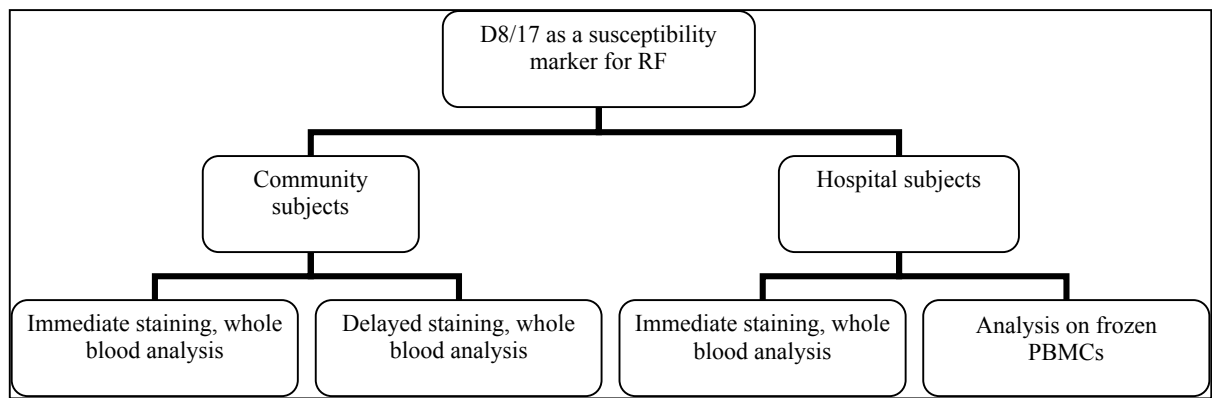 D8/17 as a susceptibility
marker for RF
Community
subjects
Hospital subjects
Immediate staining, whole
blood analysis
Delayed staining, whole
blood analysis
Immediate staining, whole
blood analysis
Analysis on frozen
PBMCs